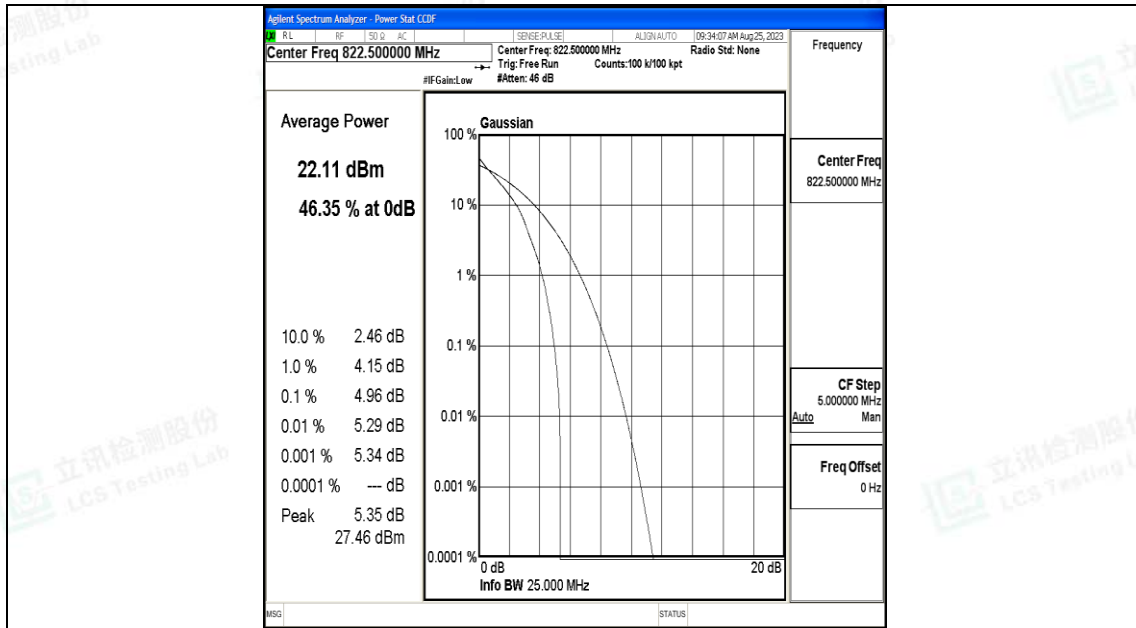 Agilent Spectrum Analyzer - Power Stat CCDF
LXI RL RF 50 Ω AC SENSE:PULSE ALIGN AUTO 09:34:07 AM Aug 25, 2023
Center Freq 822.500000 MHz
Center Freq: 822.500000 MHz Radio Std: None
Trig: Free Run Counts:100 k/100 kpt
#IFGain:Low #Atten: 46 dB
Frequency
Average Power
22.11 dBm
46.35 % at 0dB
10.0 % 2.46 dB
1.0 % 4.15 dB
0.1 % 4.96 dB
0.01 % 5.29 dB
0.001 % 5.34 dB
0.0001 % --- dB
Peak 5.35 dB
27.46 dBm
Gaussian
100 %
10 %
1 %
0.1 %
0.01 %
0.001 %
0.0001 %
0 dB 20 dB
Info BW 25.000 MHz
Center Freq
822.500000 MHz
CF Step
5.000000 MHz
Auto Man
Freq Offset
0 Hz
MSG STATUS
立讯检测股份
LCS Testing Lab